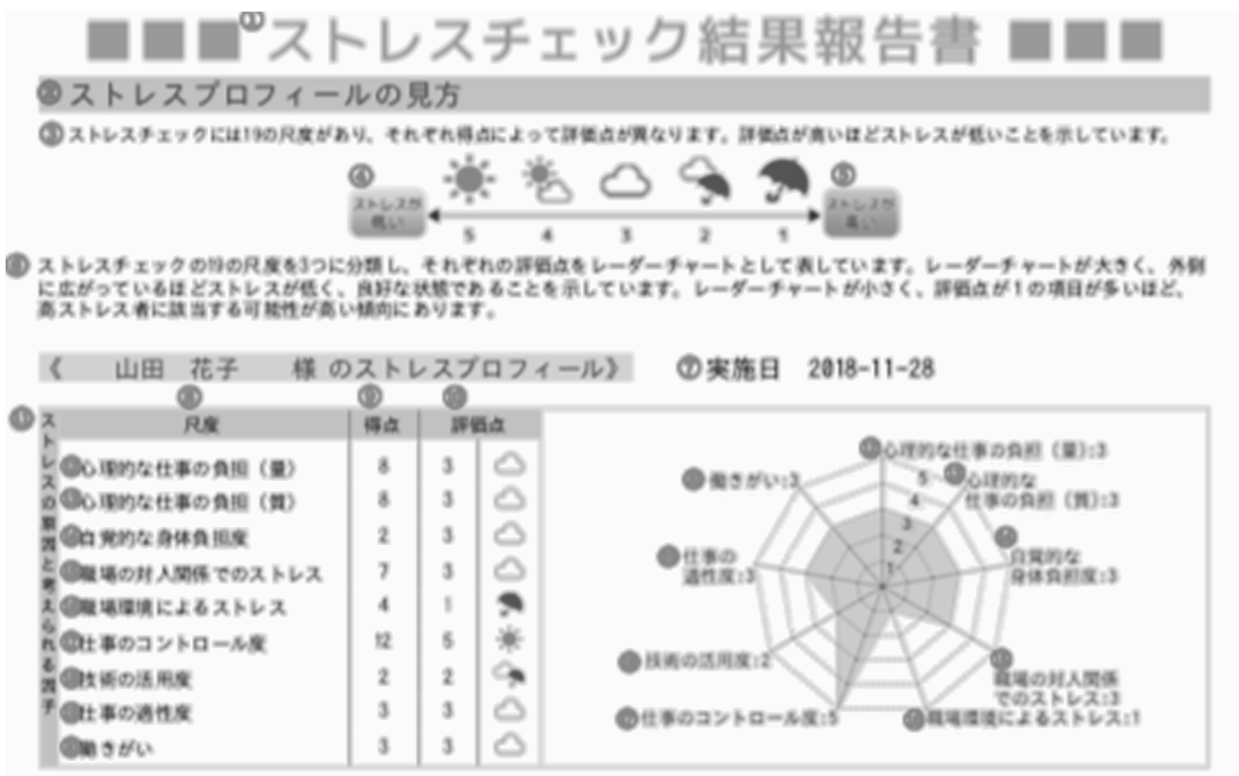 ■■■①ストレスチェック結果報告書 ■■■
②ストレスプロフィールの見方
③ストレスチェックには19の尺度があり、それぞれ得点によって評価点が異なります。評価点が高いほどストレスが低いことを示しています。
④ ⑤
ストレスが
低い
ストレスが
高い
5 4 3 2 1
⑥ストレスチェックの19の尺度を3つに分類し、それぞれの評価点をレーダーチャートとして表しています。レーダーチャートが大きく、外側
に広がっているほどストレスが低く、良好な状態であることを示しています。レーダーチャートが小さく、評価点が1の項目が多いほど、
高ストレス者に該当する可能性が高い傾向にあります。
《 山田 花子 様 のストレスプロフィール》 ⑦実施日 2018-11-28
⑧ ⑨ ⑩
⑪ストレスの原因と考えられる因子
尺度 得点 評価点
心理的な仕事の負担（量） 8 3
心理的な仕事の負担（質） 8 3
自覚的な身体負担度 2 3
職場の対人関係でのストレス 7 3
職場環境によるストレス 4 1
仕事のコントロール度 12 5
技術の活用度 2 2
仕事の適性度 3 3
働きがい 3 3
心理的な仕事の負担（量）:3
心理的な
仕事の負担（質）:3
自覚的な
身体負担度:3
職場の対人関係
でのストレス:3
職場環境によるストレス:1
仕事のコントロール度:5
技術の活用度:2
仕事の
適性度:3
働きがい:3
5
4
3
2
1